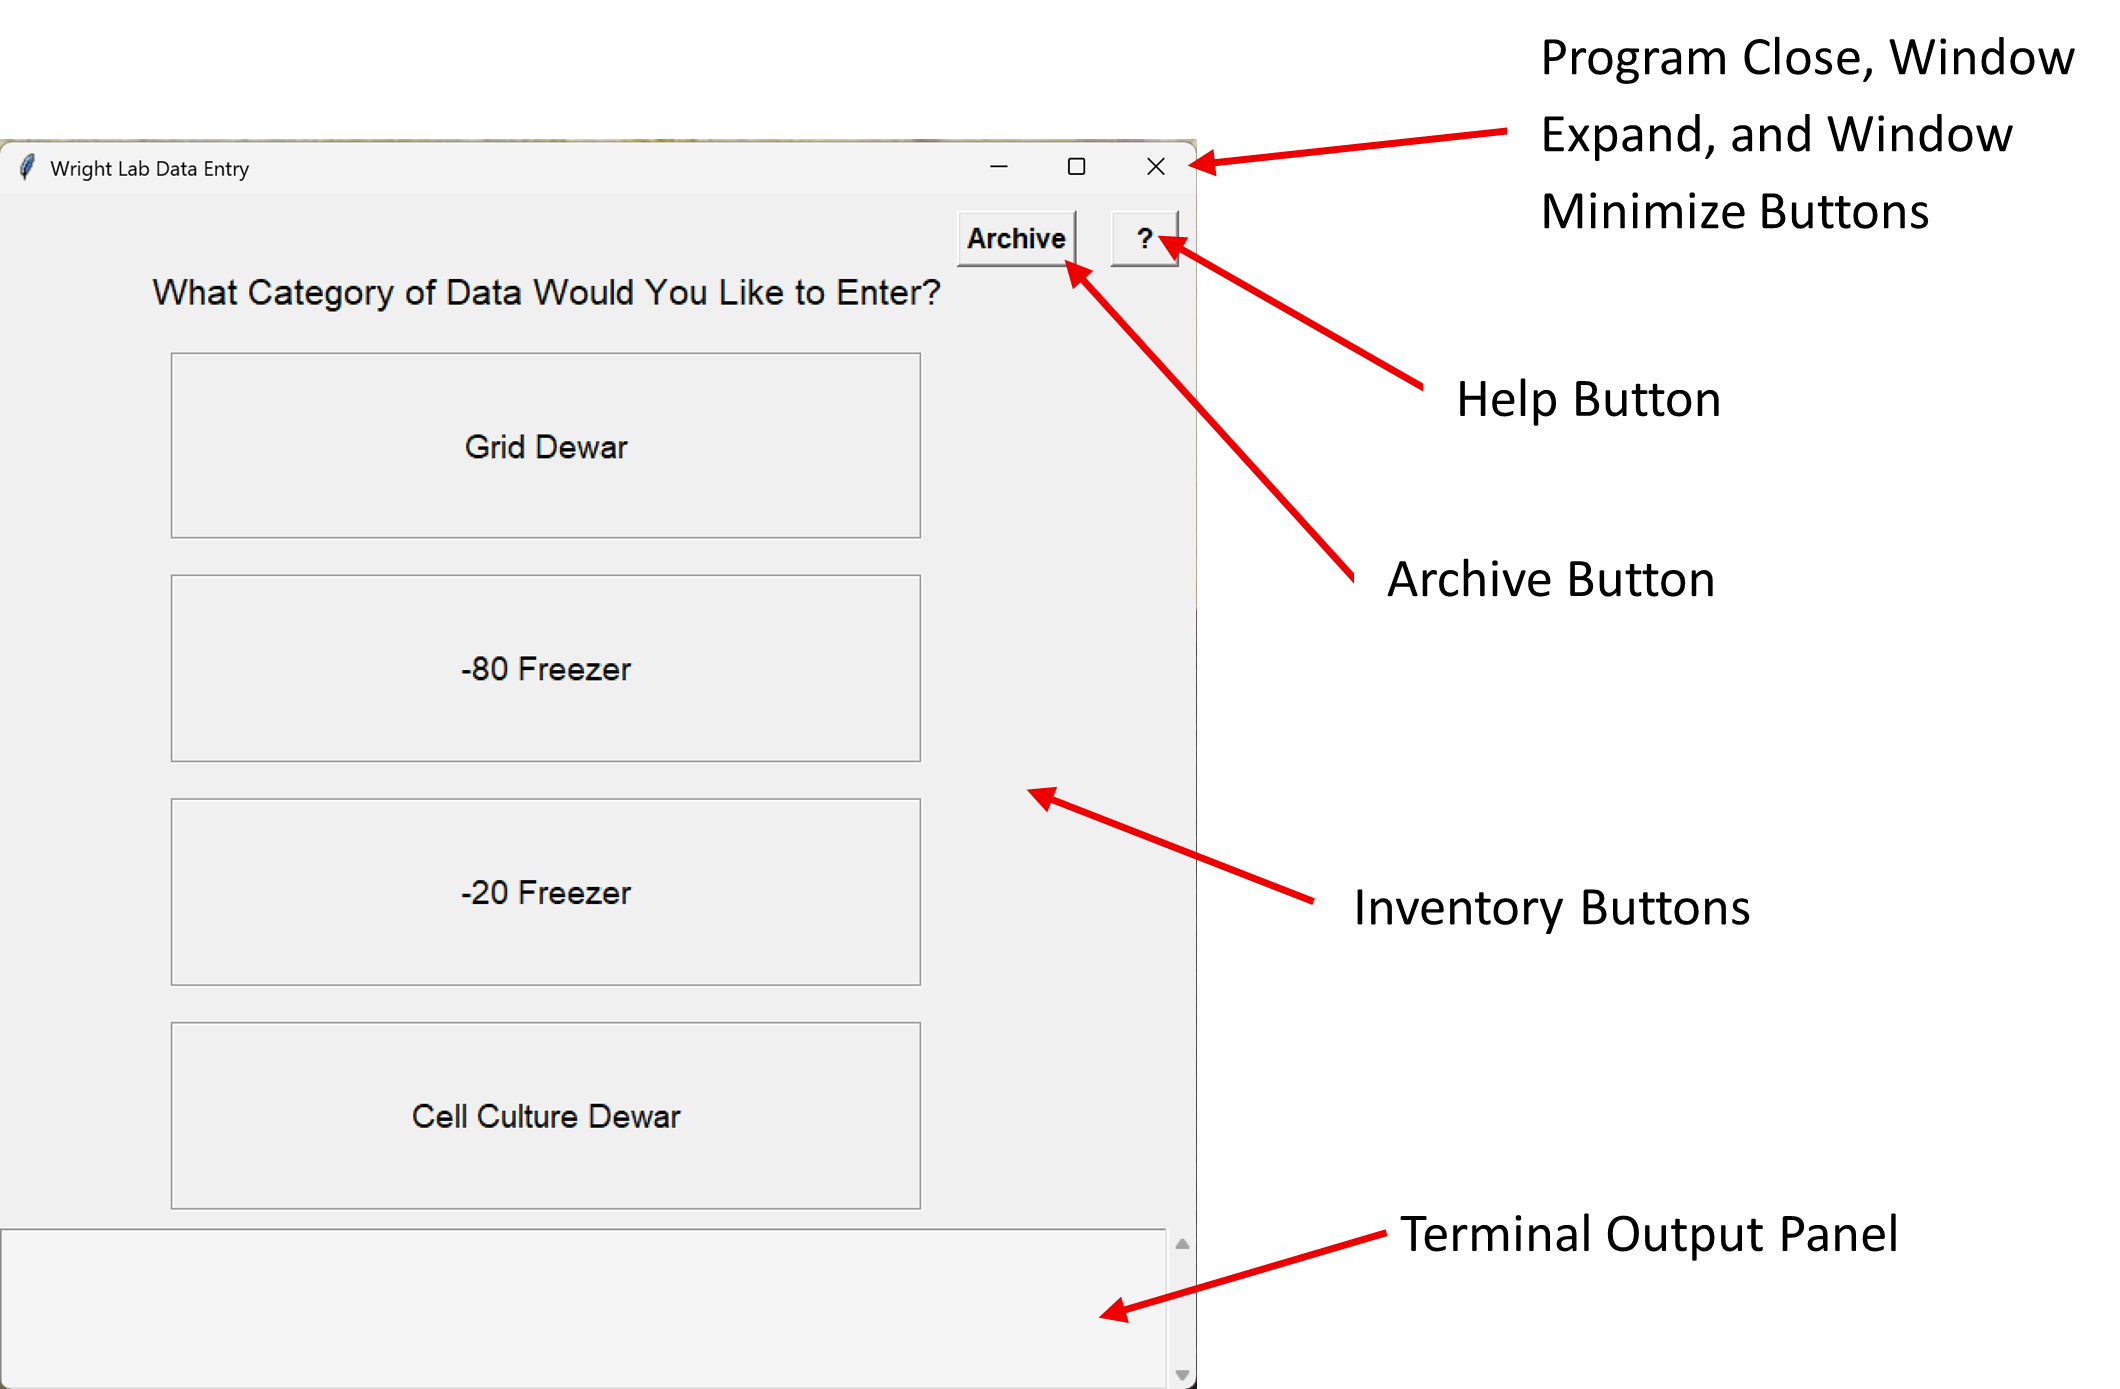 Program Close, Window
Expand, and Window
Minimize Buttons
Wright Lab Data Entry
Archive
?
What Category of Data Would You Like to Enter?
Help Button
Grid Dewar
Archive Button
-80 Freezer
-20 Freezer
Inventory Buttons
Cell Culture Dewar
Terminal Output Panel